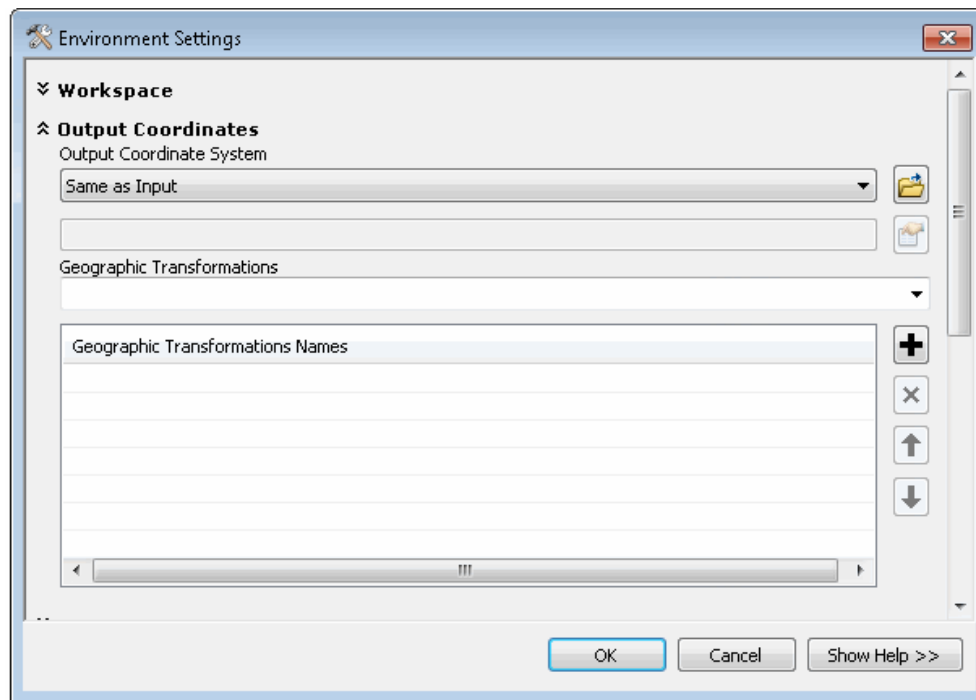 Environment Settings
Workspace
Output Coordinates
Output Coordinate System
Same as Input
Geographic Transformations
Geographic Transformations Names
OK
Cancel
Show Help >>